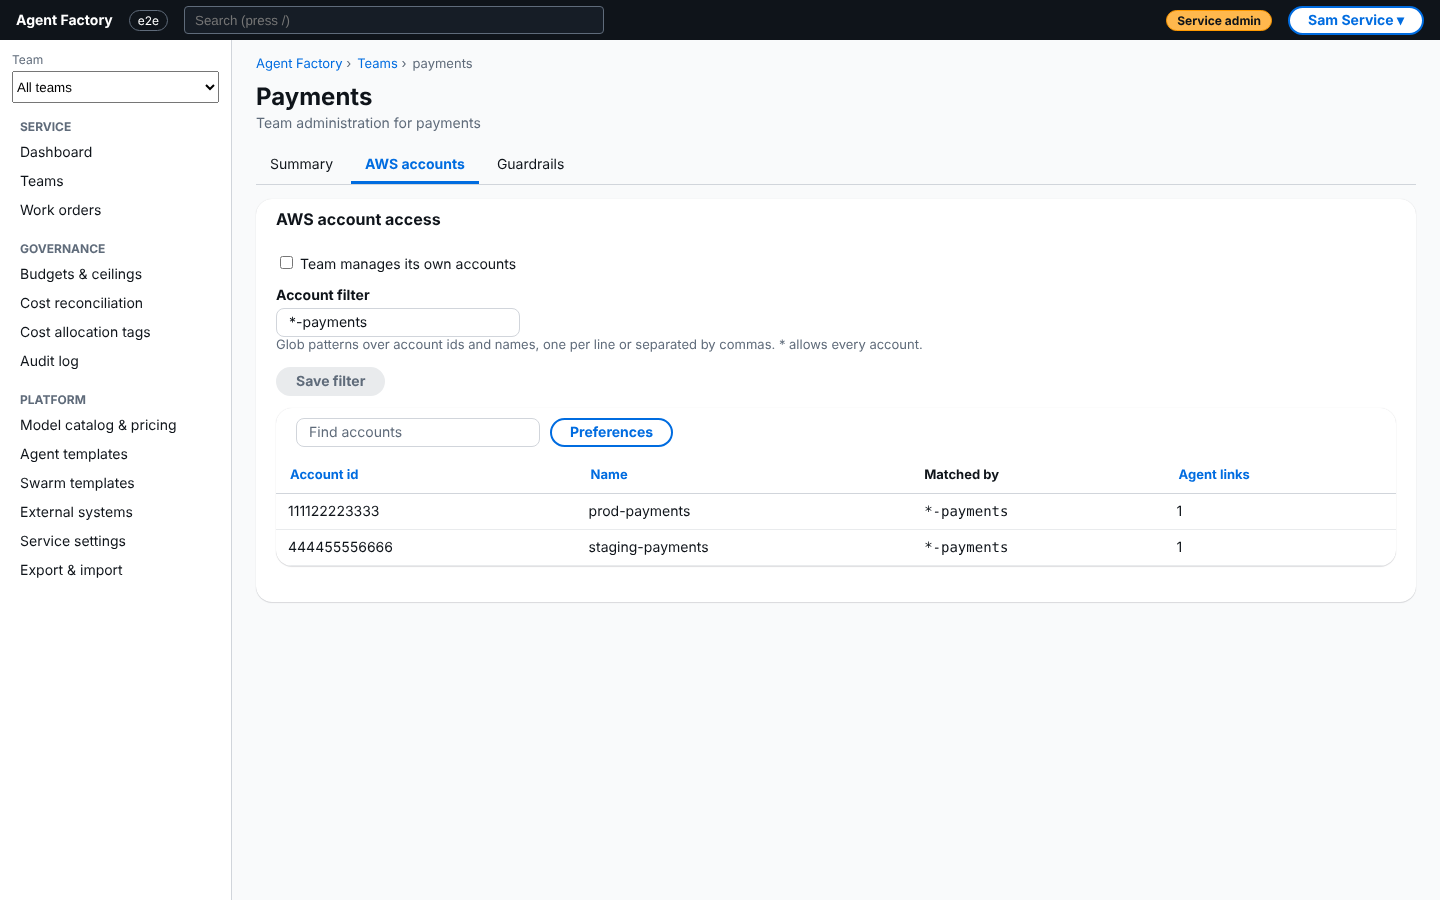 Agent Factory e2e Search (press /) Service admin Sam Service ▾
Team
All teams
SERVICE
Dashboard
Teams
Work orders
GOVERNANCE
Budgets & ceilings
Cost reconciliation
Cost allocation tags
Audit log
PLATFORM
Model catalog & pricing
Agent templates
Swarm templates
External systems
Service settings
Export & import
Agent Factory › Teams › payments
Payments
Team administration for payments
Summary AWS accounts Guardrails
AWS account access
Team manages its own accounts
Account filter
*-payments
Glob patterns over account ids and names, one per line or separated by commas. * allows every account.
Save filter
Find accounts Preferences
Account id Name Matched by Agent links
111122223333 prod-payments *-payments 1
444455556666 staging-payments *-payments 1